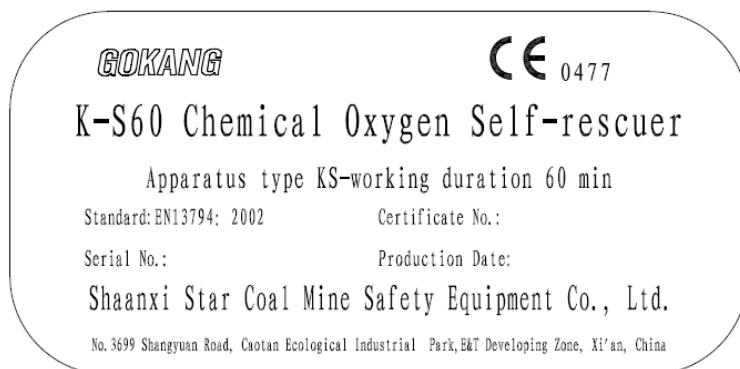 GOKANG
CE 0477
K-S60 Chemical Oxygen Self-rescuer
Apparatus type KS-working duration 60 min
Standard:EN13794: 2002 Certificate No.:
Serial No.: Production Date:
Shaanxi Star Coal Mine Safety Equipment Co., Ltd.
No.3699 Shangyuan Road, Caotan Ecological Industrial Park,E&T Developing Zone, Xi'an, China